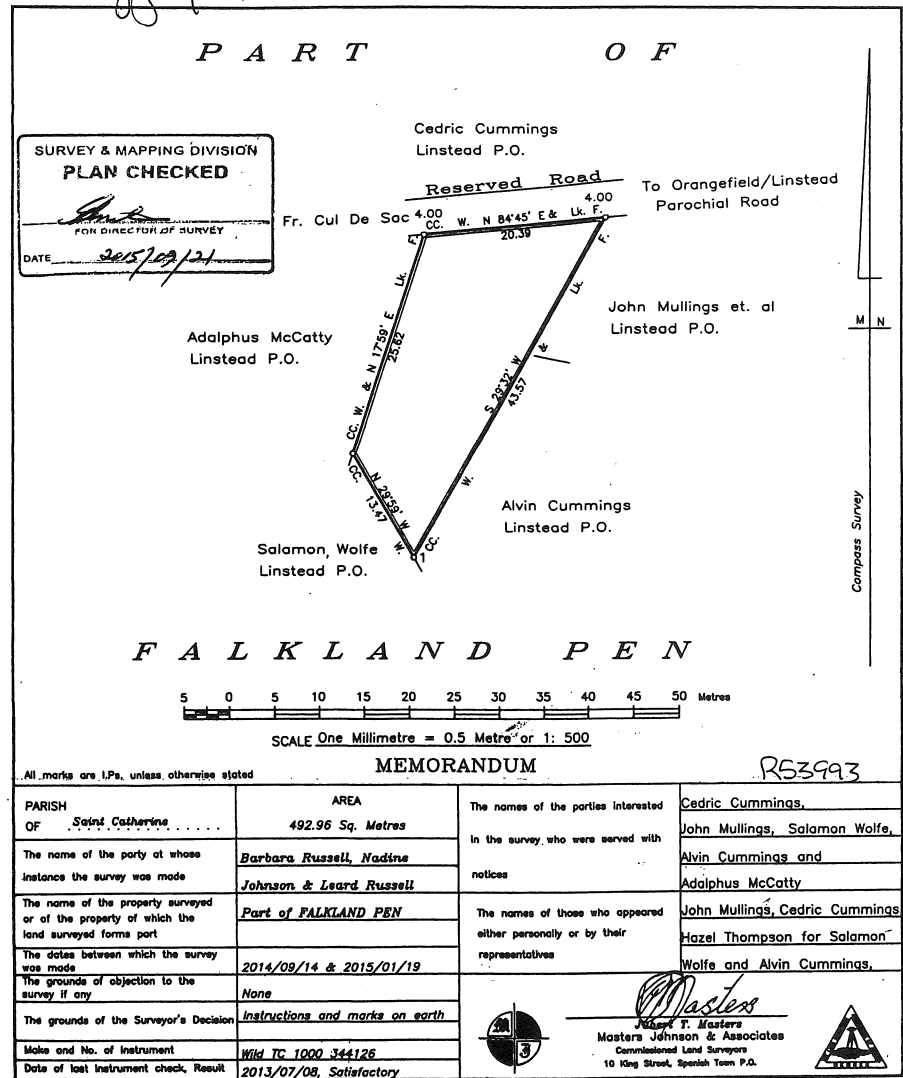 PART OF
Cedric Cummings
Linstead P.O.
SURVEY & MAPPING DIVISION
PLAN CHECKED
FOR DIRECTOR OF SURVEY
DATE 2015/09/21
Reserved Road
To Orangefield/Linstead
Parochial Road
Fr. Cul De Sac
4.00
4.00
CC. W. N 84°45' E & Lk. F.
20.39
F.
Lk.
CC. W. & N 17°59' E
25.62
F.
Lk.
&
S 29°32' W
43.57
W.
CC.
Adalphus McCatty
Linstead P.O.
John Mullings et. al
Linstead P.O.
M N
CC.
N 29°59' W
13.47
W.
1
Alvin Cummings
Linstead P.O.
Salamon, Wolfe
Linstead P.O.
Compass Survey
FALKLAND PEN
5 0 5 10 15 20 25 30 35 40 45 50 Metres
SCALE One Millimetre = 0.5 Metre or 1: 500
All marks are I.Ps. unless otherwise stated
MEMORANDUM
R53993
PARISH
OF Saint Catherine
AREA
492.96 Sq. Metres
The name of the party at whose
instance the survey was made
Barbara Russell, Nadine
Johnson & Leard Russell
The name of the property surveyed
or of the property of which the
land surveyed forms part
Part of FALKLAND PEN
The dates between which the survey
was made
2014/09/14 & 2015/01/19
The grounds of objection to the
survey if any
None
The grounds of the Surveyor's Decision
Instructions and marks on earth
Make and No. of Instrument
Wild TC 1000 344126
Date of last Instrument check, Result
2013/07/08, Satisfactory
The names of the parties interested
in the survey who were served with
notices
Cedric Cummings,
John Mullings, Salamon Wolfe,
Alvin Cummings and
Adalphus McCatty
The names of those who appeared
either personally or by their
representatives
John Mullings, Cedric Cummings
Hazel Thompson for Salamon
Wolfe and Alvin Cummings,
M
J
Masters
T. Masters
Masters Johnson & Associates
Commissioned Land Surveyors
10 King Street, Spanish Town P.O.